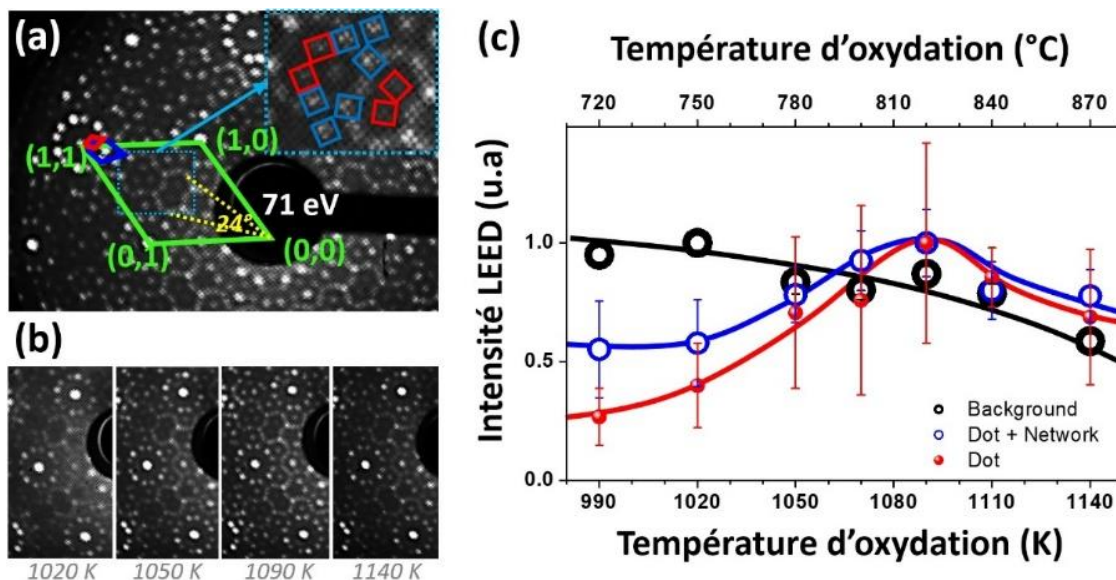 (a)
(1,1)
(1,0)
71 eV
24°
(0,1)
(0,0)
(b)
1020 K 1050 K 1090 K 1140 K
(c)
Température d'oxydation (°C)
720 750 780 820 840 870
Intensité LEED (u.a)
1.0
0.5
0.0
Background
Dot + Network
Dot
990 1020 1050 1080 1110 1140
Température d'oxydation (K)